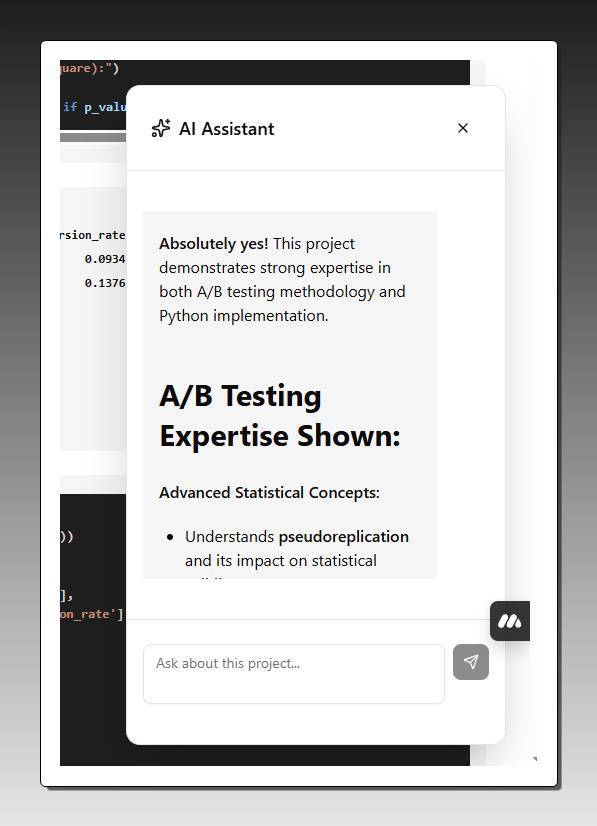 uare):")
if p_valu
AI Assistant
rsion_rate
0.0934
0.1376
Absolutely yes! This project
demonstrates strong expertise in
both A/B testing methodology and
Python implementation.
A/B Testing
Expertise Shown:
Advanced Statistical Concepts:
• Understands pseudoreplication
and its impact on statistical
))
],
on_rate']
Ask about this project...